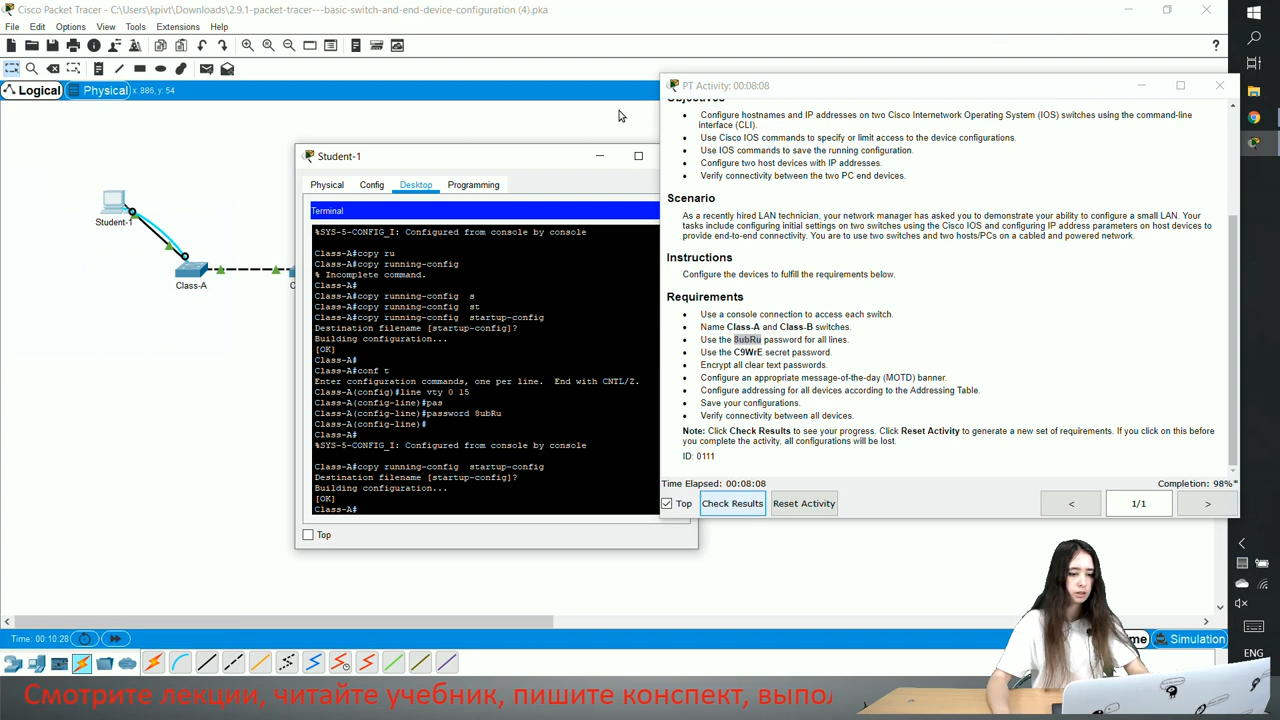 Cisco Packet Tracer - C:\Users\kpivt\Downloads\2.9.1-packet-tracer---basic-switch-and-end-device-configuration (4).pka
File Edit Options View Tools Extensions Help
Logical Physical x: 886, y: 54
Student-1
Class-A
Student-1
Physical Config Desktop Programming
Terminal
%SYS-5-CONFIG_I: Configured from console by console
Class-A#copy ru
Class-A#copy running-config
% Incomplete command.
Class-A#
Class-A#copy running-config s
Class-A#copy running-config st
Class-A#copy running-config startup-config
Destination filename [startup-config]?
Building configuration...
[OK]
Class-A#
Class-A#conf t
Enter configuration commands, one per line. End with CNTL/Z.
Class-A(config)#line vty 0 15
Class-A(config-line)#pas
Class-A(config-line)#password 8ubRu
Class-A(config-line)#
Class-A#
%SYS-5-CONFIG_I: Configured from console by console
Class-A#copy running-config startup-config
Destination filename [startup-config]?
Building configuration...
[OK]
Class-A#
Top
PT Activity: 00:08:08
Objectives
Configure hostnames and IP addresses on two Cisco Internetwork Operating System (IOS) switches using the command-line
interface (CLI).
Use Cisco IOS commands to specify or limit access to the device configurations.
Use IOS commands to save the running configuration.
Configure two host devices with IP addresses.
Verify connectivity between the two PC end devices.
Scenario
As a recently hired LAN technician, your network manager has asked you to demonstrate your ability to configure a small LAN. Your
tasks include configuring initial settings on two switches using the Cisco IOS and configuring IP address parameters on host devices to
provide end-to-end connectivity. You are to use two switches and two hosts/PCs on a cabled and powered network.
Instructions
Configure the devices to fulfill the requirements below.
Requirements
Use a console connection to access each switch.
Name Class-A and Class-B switches.
Use the 8ubRu password for all lines.
Use the C9WrE secret password.
Encrypt all clear text passwords.
Configure an appropriate message-of-the-day (MOTD) banner.
Configure addressing for all devices according to the Addressing Table.
Save your configurations.
Verify connectivity between all devices.
Note: Click Check Results to see your progress. Click Reset Activity to generate a new set of requirements. If you click on this before
you complete the activity, all configurations will be lost.
ID: 0111
Time Elapsed: 00:08:08 Completion: 98%*
Top Check Results Reset Activity < 1/1 >
Time: 00:10:28
Simulation
ENG
Смотрите лекции, читайте учебник, пишите конспект, выпол